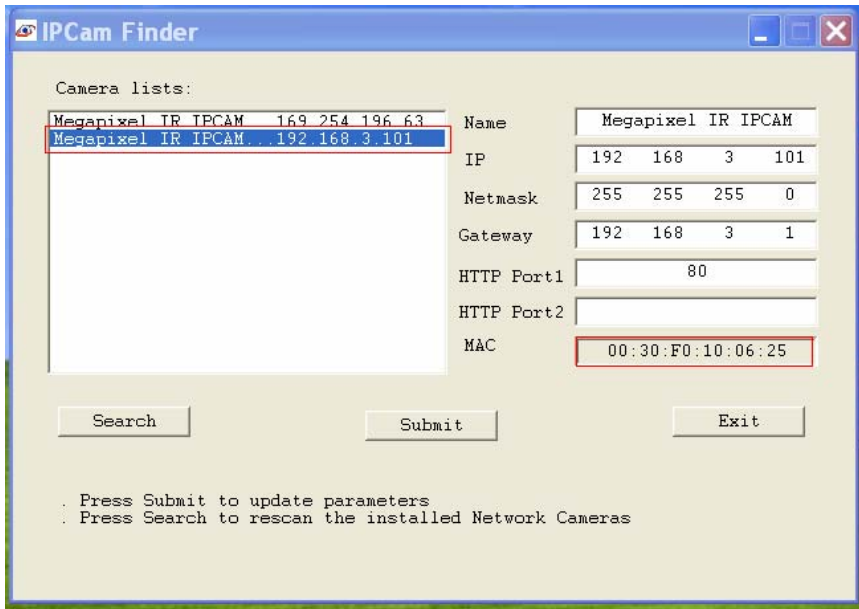 IPCam Finder
Camera lists:
Megapixel IR IPCAM...169.254.196.63
Megapixel IR IPCAM...192.168.3.101
Name Megapixel IR IPCAM
IP 192 168 3 101
Netmask 255 255 255 0
Gateway 192 168 3 1
HTTP Port1 80
HTTP Port2
MAC 00:30:F0:10:06:25
Search Submit Exit
. Press Submit to update parameters
. Press Search to rescan the installed Network Cameras